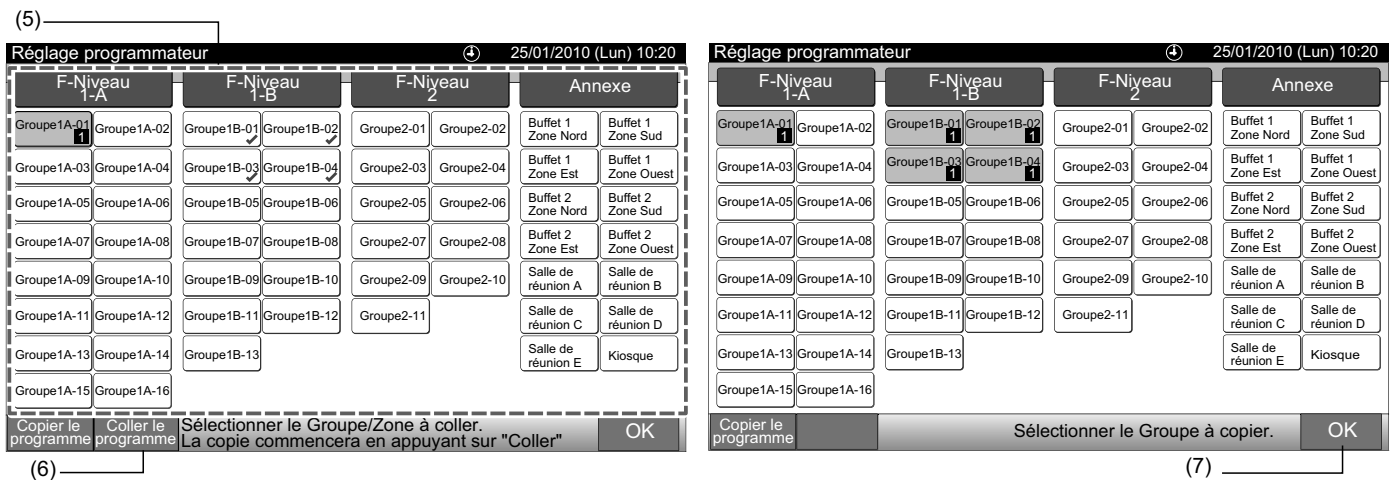 (5)
Réglage programmateur 25/01/2010 (Lun) 10:20
F-Niveau 1-A F-Niveau 1-B F-Niveau 2 Annexe
Groupe1A-01 1 Groupe1A-02 Groupe1B-01 Groupe1B-02 Groupe2-01 Groupe2-02 Buffet 1 Zone Nord Buffet 1 Zone Sud
Groupe1A-03 Groupe1A-04 Groupe1B-03 Groupe1B-04 Groupe2-03 Groupe2-04 Buffet 1 Zone Est Buffet 1 Zone Ouest
Groupe1A-05 Groupe1A-06 Groupe1B-05 Groupe1B-06 Groupe2-05 Groupe2-06 Buffet 2 Zone Nord Buffet 2 Zone Sud
Groupe1A-07 Groupe1A-08 Groupe1B-07 Groupe1B-08 Groupe2-07 Groupe2-08 Buffet 2 Zone Est Buffet 2 Zone Ouest
Groupe1A-09 Groupe1A-10 Groupe1B-09 Groupe1B-10 Groupe2-09 Groupe2-10 Salle de réunion A Salle de réunion B
Groupe1A-11 Groupe1A-12 Groupe1B-11 Groupe1B-12 Groupe2-11 Salle de réunion C Salle de réunion D
Groupe1A-13 Groupe1A-14 Groupe1B-13 Salle de réunion E Kiosque
Groupe1A-15 Groupe1A-16
Copier le programme Coller le programme Sélectionner le Groupe/Zone à coller.
La copie commencera en appuyant sur "Coller" OK
(6)
Réglage programmateur 25/01/2010 (Lun) 10:20
F-Niveau 1-A F-Niveau 1-B F-Niveau 2 Annexe
Groupe1A-01 1 Groupe1A-02 Groupe1B-01 1 Groupe1B-02 1 Groupe2-01 Groupe2-02 Buffet 1 Zone Nord Buffet 1 Zone Sud
Groupe1A-03 Groupe1A-04 Groupe1B-03 1 Groupe1B-04 1 Groupe2-03 Groupe2-04 Buffet 1 Zone Est Buffet 1 Zone Ouest
Groupe1A-05 Groupe1A-06 Groupe1B-05 Groupe1B-06 Groupe2-05 Groupe2-06 Buffet 2 Zone Nord Buffet 2 Zone Sud
Groupe1A-07 Groupe1A-08 Groupe1B-07 Groupe1B-08 Groupe2-07 Groupe2-08 Buffet 2 Zone Est Buffet 2 Zone Ouest
Groupe1A-09 Groupe1A-10 Groupe1B-09 Groupe1B-10 Groupe2-09 Groupe2-10 Salle de réunion A Salle de réunion B
Groupe1A-11 Groupe1A-12 Groupe1B-11 Groupe1B-12 Groupe2-11 Salle de réunion C Salle de réunion D
Groupe1A-13 Groupe1A-14 Groupe1B-13 Salle de réunion E Kiosque
Groupe1A-15 Groupe1A-16
Copier le programme Sélectionner le Groupe à copier. OK
(7)